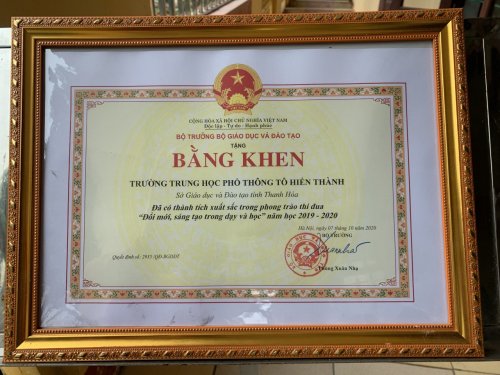 CỘNG HÒA XÃ HỘI CHỦ NGHĨA VIỆT NAM
Độc lập - Tự do - Hạnh phúc
BỘ TRƯỞNG BỘ GIÁO DỤC VÀ ĐÀO TẠO
TẶNG
BẰNG KHEN
TRƯỜNG TRUNG HỌC PHỔ THÔNG TÔ HIẾN THÀNH
Sở Giáo dục và Đào tạo tỉnh Thanh Hóa
Đã có thành tích xuất sắc trong phong trào thi đua
“Đổi mới, sáng tạo trong dạy và học” năm học 2019 - 2020
Hà Nội, ngày 01 tháng 10 năm 2020
BỘ TRƯỞNG
Quyết định số: 2915 /QĐ-BGDĐT
Phùng Xuân Nhạ